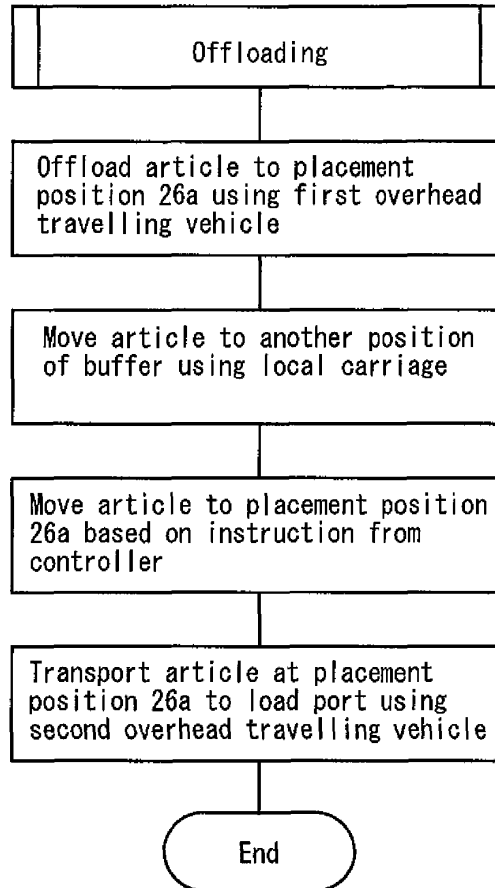 Offloading
Offload article to placement
position 26a using first overhead
travelling vehicle
Move article to another position
of buffer using local carriage
Move article to placement position
26a based on instruction from
controller
Transport article at placement
position 26a to load port using
second overhead travelling vehicle
End